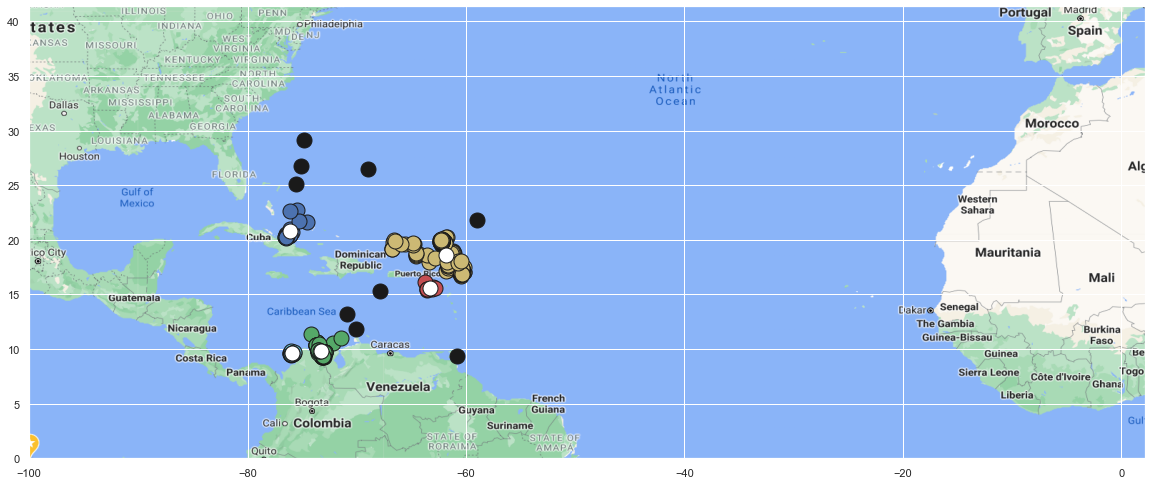 ILLINOIS
OHIO
PENN
Philadelphia
Madrid
Portugal
40
tates
INDIANA
MD
DE NJ
Spain
KANSAS
MISSOURI
WEST
VIRGINIA
KENTUCKY
VIRGINIA
35
OKLAHOMA
TENNESSEE
NORTH
CAROLINA
North
Atlantic
Ocean
ARKANSAS
SOUTH
CAROLINA
Dallas
MISSISSIPPI
ALABAMA
Morocco
30
EXAS
GEORGIA
LOUISIANA
Houston
Alg
25
FLORIDA
Gulf of
Mexico
Western
Sahara
20
Cuba
ico City
Dominican
Republic
Puerto Rico
Mauritania
Mali
15
Guatemala
Caribbean Sea
Dakar
Senegal
Nicaragua
The Gambia
Burkina
Faso
Guinea-Bissau
10
Costa Rica
Caracas
Guinea
Be
Panama
Sierra Leone
Côte d'Ivoire
Togo
Ghana
Venezuela
Liberia
5
Bogota
Guyana
French
Guiana
Cali
Colombia
Suriname
Gulf
STATE OF
RORAIMA
STATE OF
AMAPA
Quito
0
−100
−80
−60
−40
−20
0